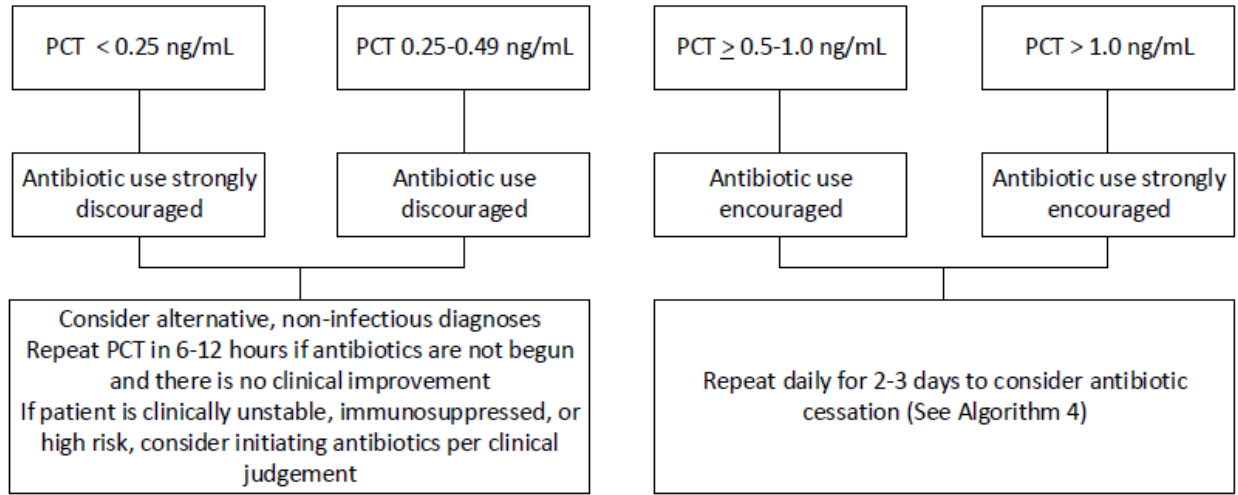 PCT < 0.25 ng/mL
PCT 0.25-0.49 ng/mL
PCT ≥ 0.5-1.0 ng/mL
PCT > 1.0 ng/mL
Antibiotic use strongly
discouraged
Antibiotic use
discouraged
Antibiotic use
encouraged
Antibiotic use strongly
encouraged
Consider alternative, non-infectious diagnoses
Repeat PCT in 6-12 hours if antibiotics are not begun
and there is no clinical improvement
If patient is clinically unstable, immunosuppressed, or
high risk, consider initiating antibiotics per clinical
judgement
Repeat daily for 2-3 days to consider antibiotic
cessation (See Algorithm 4)